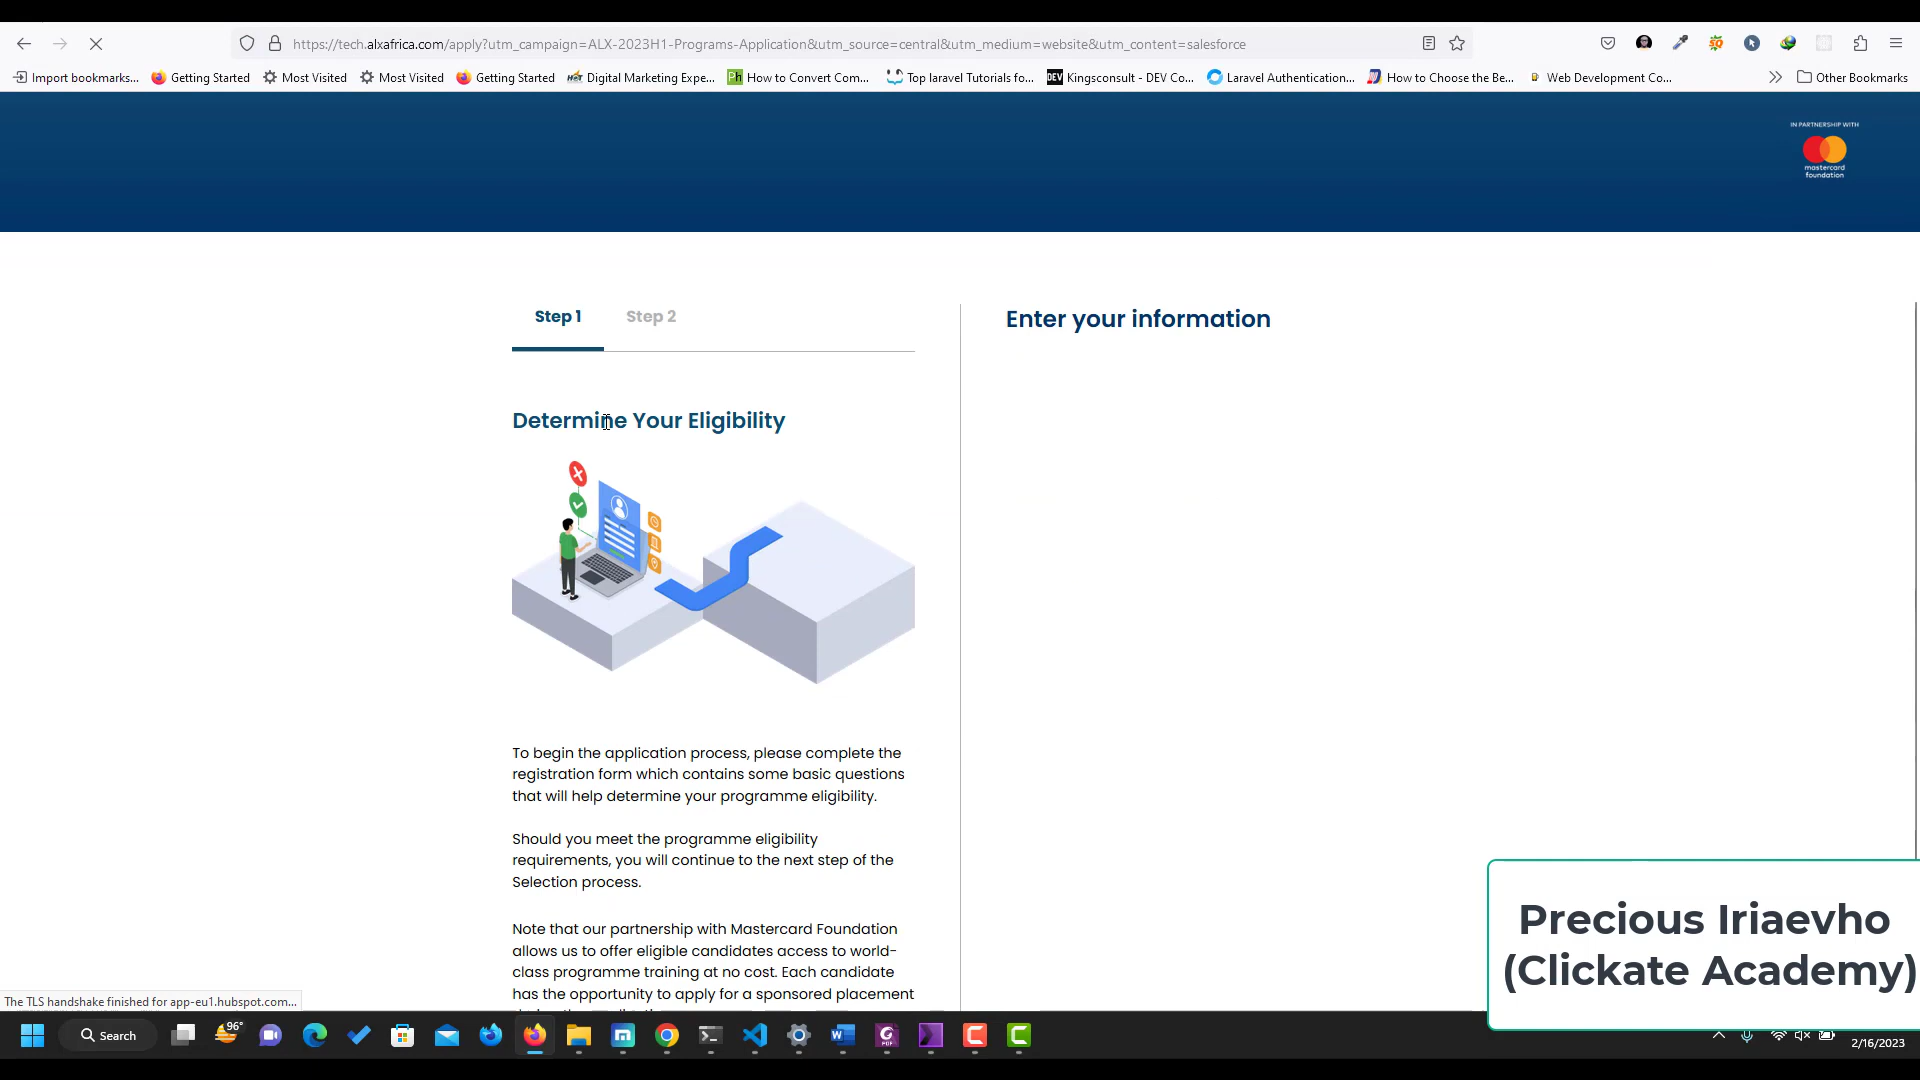 https://tech.alxafrica.com/apply?utm_campaign=ALX-2023H1-Programs-Application&utm_source=central&utm_medium=website&utm_content=salesforce
Import bookmarks... Getting Started Most Visited Most Visited Getting Started Digital Marketing Expe... How to Convert Com... Top laravel Tutorials fo... Kingsconsult - DEV Co... Laravel Authentication... How to Choose the Be... Web Development Co... Other Bookmarks
IN PARTNERSHIP WITH
mastercard
foundation
Step 1 Step 2
Enter your information
Determine Your Eligibility
To begin the application process, please complete the
registration form which contains some basic questions
that will help determine your programme eligibility.
Should you meet the programme eligibility
requirements, you will continue to the next step of the
Selection process.
Note that our partnership with Mastercard Foundation
allows us to offer eligible candidates access to world-
class programme training at no cost. Each candidate
has the opportunity to apply for a sponsored placement
Precious Iriaevho
(Clickate Academy)
The TLS handshake finished for app-eu1.hubspot.com...
Search
96°
2/16/2023